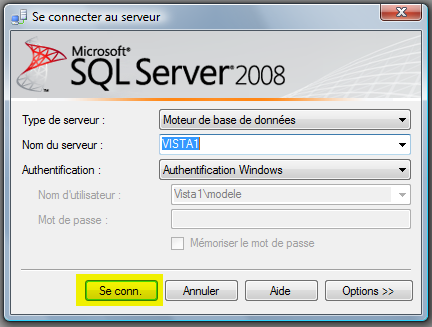 Se connecter au serveur
Microsoft®
SQL Server® 2008
Type de serveur :
Moteur de base de données
Nom du serveur :
VISTA1
Authentification :
Authentification Windows
Nom d'utilisateur :
Vista1\modele
Mot de passe :
Mémoriser le mot de passe
Se conn.
Annuler
Aide
Options >>